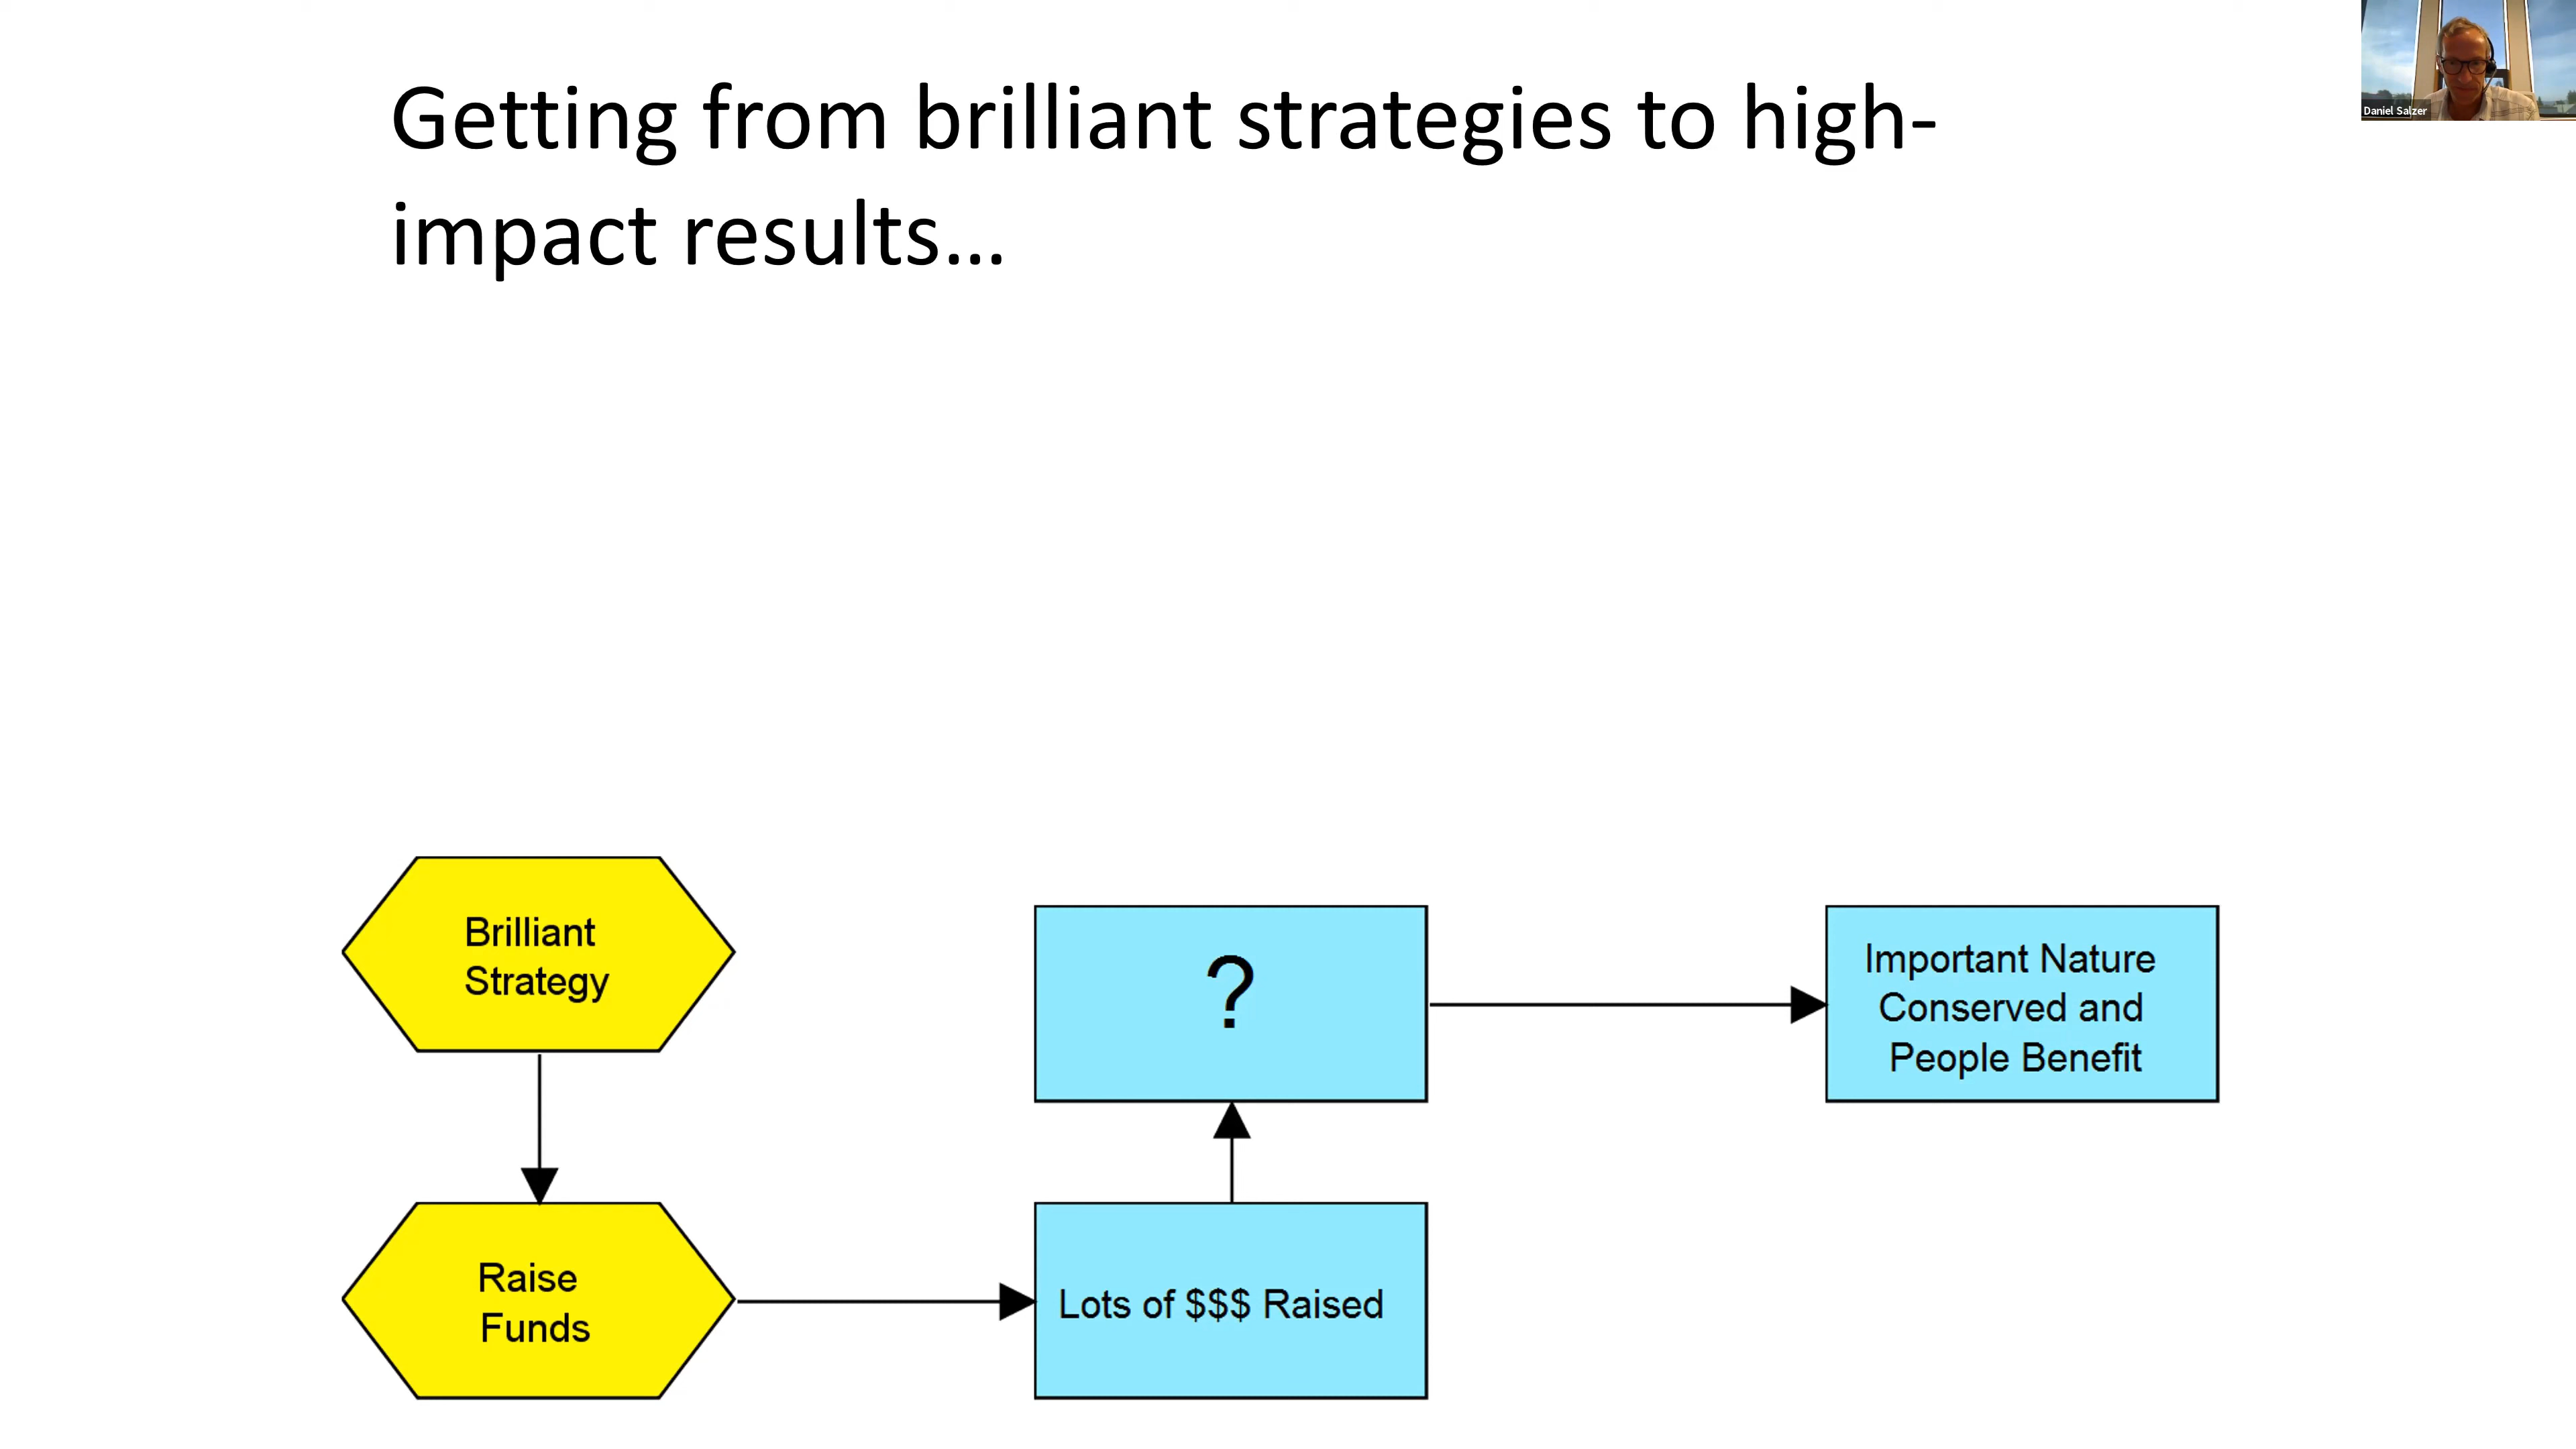 Getting from brilliant strategies to high-
impact results...
Daniel Salzer
Brilliant
Strategy
?
Important Nature
Conserved and
People Benefit
Raise
Funds
Lots of $$$ Raised